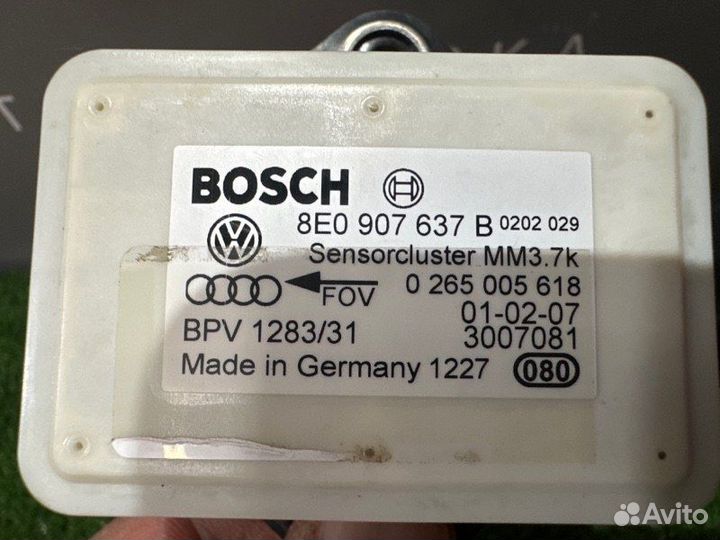 BOSCH
8E0 907 637 B 0202 029
Sensorcluster MM3.7k
FOV 0 265 005 618
01-02-07
BPV 1283/31 3007081
Made in Germany 1227 080
Avito